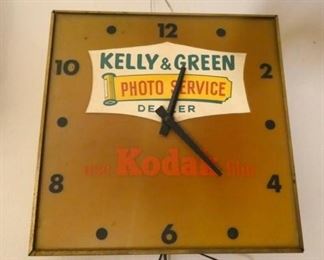 12
KELLY & GREEN
10 2
PHOTO SERVICE
DEALER
use Kodak film
8 4
6